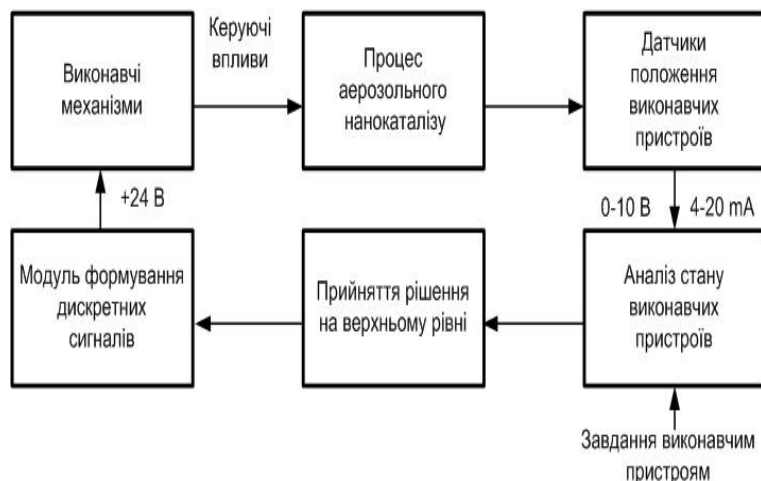 Виконавчі
механізми
Керуючі
впливи
Процес
аерозольного
нанокаталізу
Датчики
положення
виконавчих
пристроїв
+24 В
0-10 В
4-20 mA
Модуль формування
дискретних
сигналів
Прийняття рішення
на верхньому рівні
Аналіз стану
виконавчих
пристроїв
Завдання виконавчим
пристроям